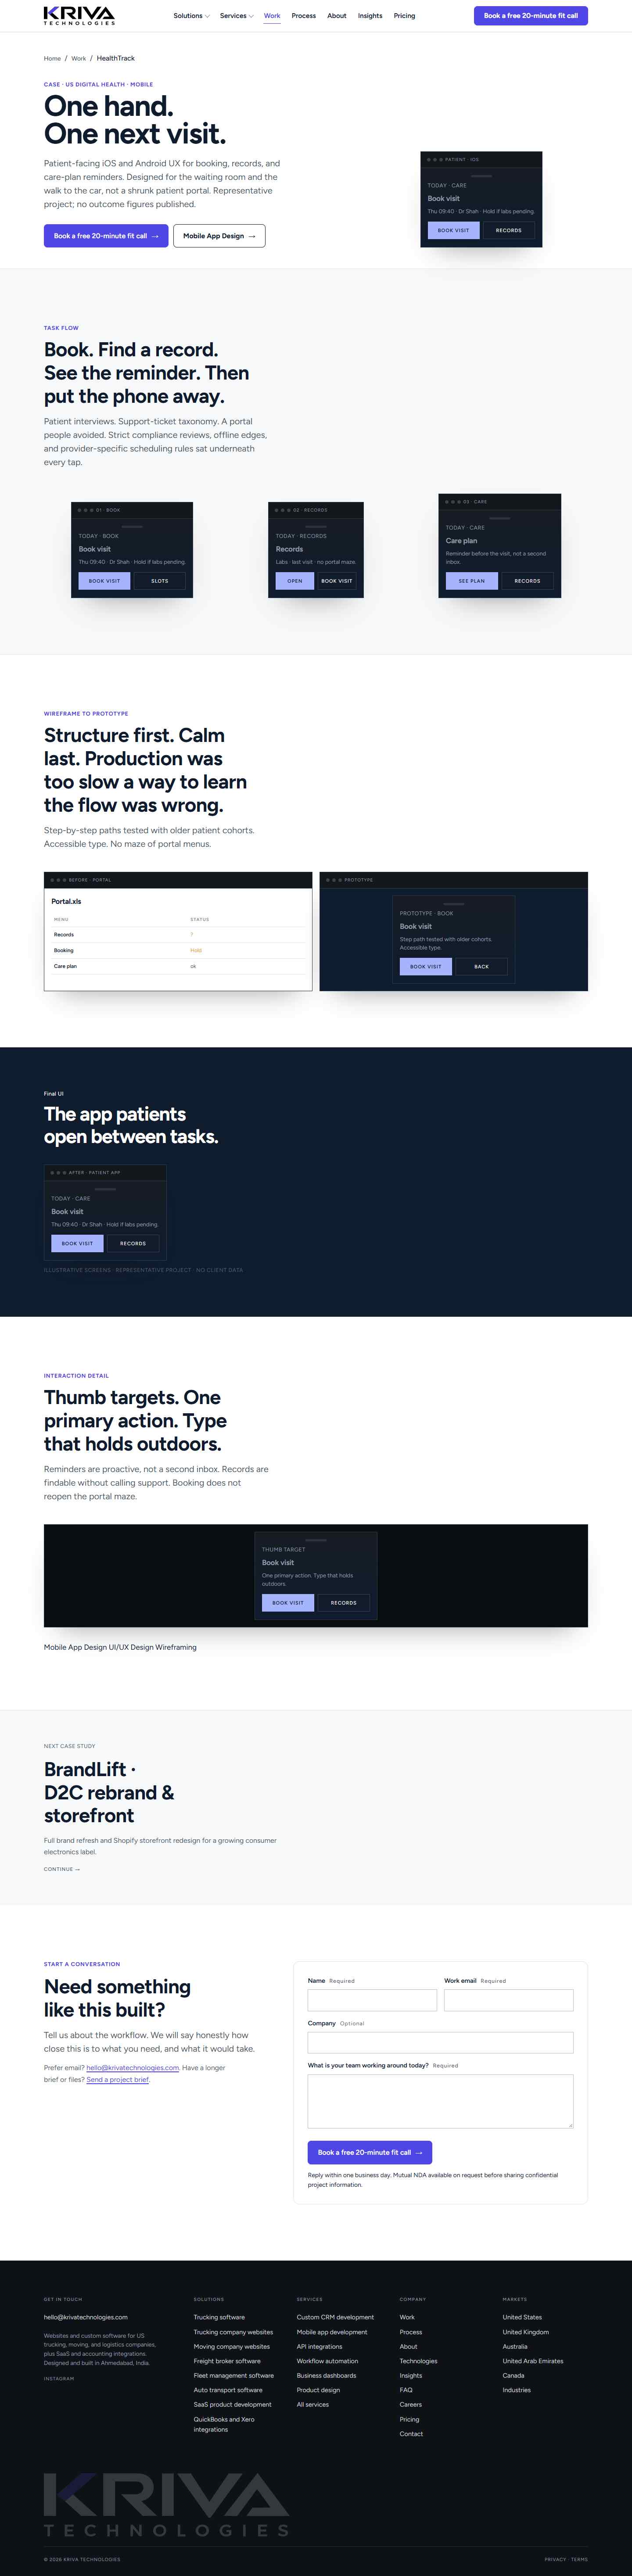 KRIVA
TECHNOLOGIES
Solutions Services Work Process About Insights Pricing
Book a free 20-minute fit call
Home / Work / HealthTrack
CASE · US DIGITAL HEALTH · MOBILE
One hand.
One next visit.
Patient-facing iOS and Android UX for booking, records, and
care-plan reminders. Designed for the waiting room and the
walk to the car, not a shrunk patient portal. Representative
project; no outcome figures published.
Book a free 20-minute fit call →
Mobile App Design →
PATIENT · IOS
TODAY · CARE
Book visit
Thu 09:40 · Dr Shah · Hold if labs pending.
BOOK VISIT
RECORDS
TASK FLOW
Book. Find a record.
See the reminder. Then
put the phone away.
Patient interviews. Support-ticket taxonomy. A portal
people avoided. Strict compliance reviews, offline edges,
and provider-specific scheduling rules sat underneath
every tap.
01 · BOOK
TODAY · BOOK
Book visit
Thu 09:40 · Dr Shah · Hold if labs pending.
BOOK VISIT
SLOTS
02 · RECORDS
TODAY · RECORDS
Records
Labs · last visit · no portal maze.
OPEN
BOOK VISIT
03 · CARE
TODAY · CARE
Care plan
Reminder before the visit, not a second
inbox.
SEE PLAN
RECORDS
WIREFRAME TO PROTOTYPE
Structure first. Calm
last. Production was
too slow a way to learn
the flow was wrong.
Step-by-step paths tested with older patient cohorts.
Accessible type. No maze of portal menus.
BEFORE · PORTAL
Portal.xls
MENU STATUS
Records ?
Booking Hold
Care plan ok
PROTOTYPE
PROTOTYPE · BOOK
Book visit
Step path tested with older cohorts.
Accessible type.
BOOK VISIT
BACK
Final UI
The app patients
open between tasks.
AFTER · PATIENT APP
TODAY · CARE
Book visit
Thu 09:40 · Dr Shah · Hold if labs pending.
BOOK VISIT
RECORDS
ILLUSTRATIVE SCREENS · REPRESENTATIVE PROJECT · NO CLIENT DATA
INTERACTION DETAIL
Thumb targets. One
primary action. Type
that holds outdoors.
Reminders are proactive, not a second inbox. Records are
findable without calling support. Booking does not
reopen the portal maze.
THUMB TARGET
Book visit
One primary action. Type that holds
outdoors.
BOOK VISIT
RECORDS
Mobile App Design UI/UX Design Wireframing
NEXT CASE STUDY
BrandLift ·
D2C rebrand &
storefront
Full brand refresh and Shopify storefront redesign for a growing consumer
electronics label.
CONTINUE →
START A CONVERSATION
Need something
like this built?
Tell us about the workflow. We will say honestly how
close this is to what you need, and what it would take.
Prefer email? hello@krivatechnologies.com. Have a longer
brief or files? Send a project brief.
Name Required
Work email Required
Company Optional
What is your team working around today? Required
Book a free 20-minute fit call →
Reply within one business day. Mutual NDA available on request before sharing confidential
project information.
GET IN TOUCH
hello@krivatechnologies.com
Websites and custom software for US
trucking, moving, and logistics companies,
plus SaaS and accounting integrations.
Designed and built in Ahmedabad, India.
INSTAGRAM
SOLUTIONS
Trucking software
Trucking company websites
Moving company websites
Freight broker software
Fleet management software
Auto transport software
SaaS product development
QuickBooks and Xero
integrations
SERVICES
Custom CRM development
Mobile app development
API integrations
Workflow automation
Business dashboards
Product design
All services
COMPANY
Work
Process
About
Technologies
Insights
FAQ
Careers
Pricing
Contact
MARKETS
United States
United Kingdom
Australia
United Arab Emirates
Canada
Industries
KRIVA
TECHNOLOGIES
© 2026 KRIVA TECHNOLOGIES
PRIVACY · TERMS